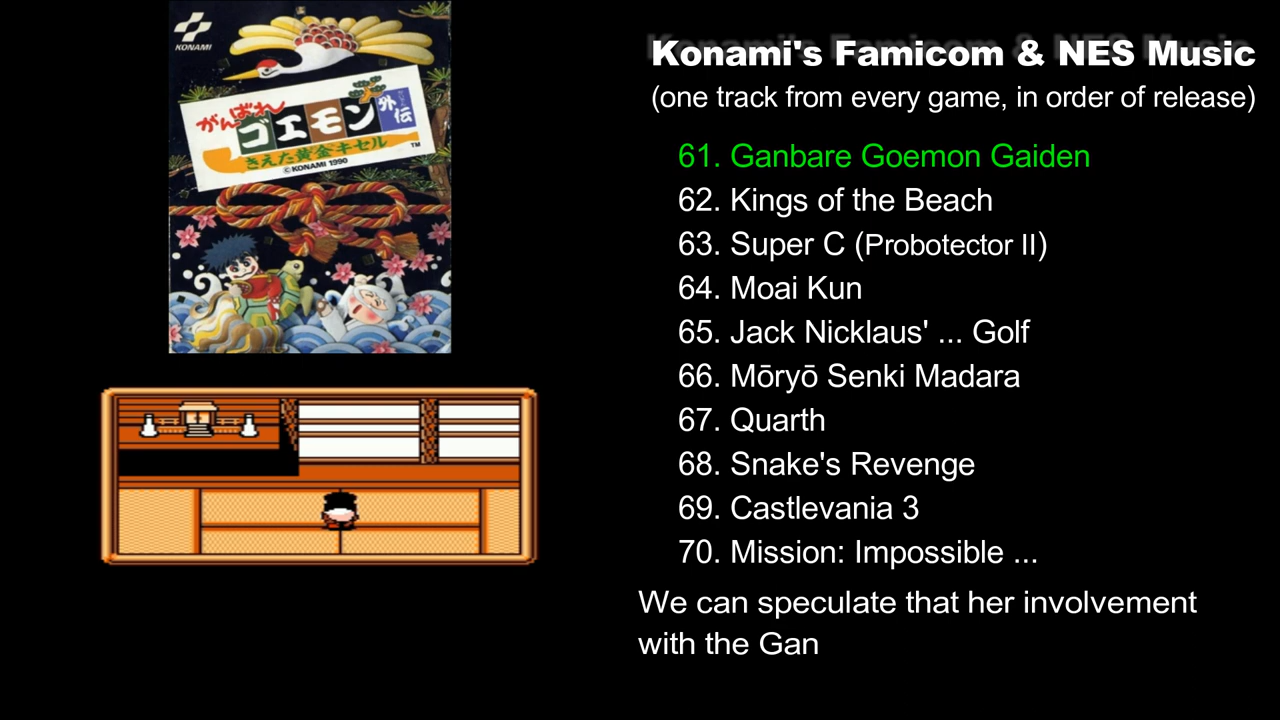 KONAMI
がんばれ
ゴエモン外伝
きえた黄金キセル
TM
©KONAMI 1990
Konami's Famicom & NES Music
(one track from every game, in order of release)
61. Ganbare Goemon Gaiden
62. Kings of the Beach
63. Super C (Probotector II)
64. Moai Kun
65. Jack Nicklaus' ... Golf
66. Mōryō Senki Madara
67. Quarth
68. Snake's Revenge
69. Castlevania 3
70. Mission: Impossible ...
We can speculate that her involvement
with the Gan